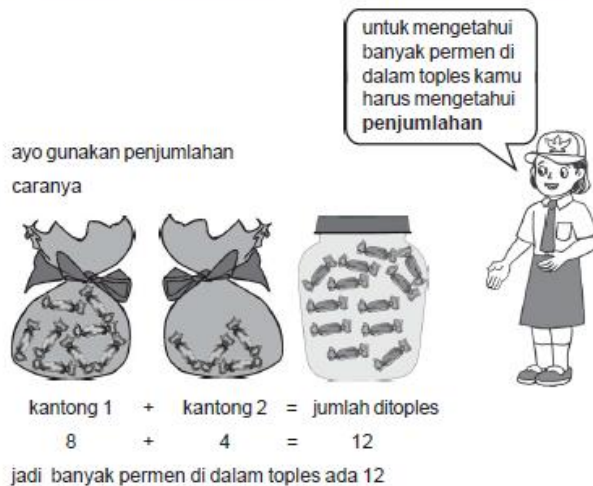 untuk mengetahui
banyak permen di
dalam toples kamu
harus mengetahui
penjumlahan
ayo gunakan penjumlahan
caranya
kantong 1 + kantong 2 = jumlah ditoples
8 + 4 = 12
jadi banyak permen di dalam toples ada 12